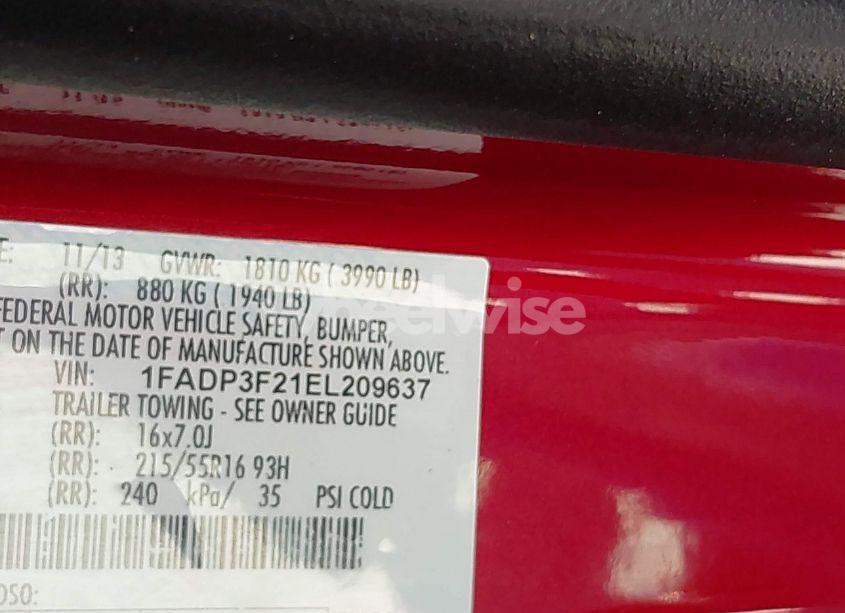 E: 11/13 GVWR: 1810 KG ( 3990 LB)
(RR): 880 KG ( 1940 LB)
FEDERAL MOTOR VEHICLE SAFETY, BUMPER,
T ON THE DATE OF MANUFACTURE SHOWN ABOVE.
VIN: 1FADP3F21EL209637
TRAILER TOWING - SEE OWNER GUIDE
(RR): 16x7.0J
(RR): 215/55R16 93H
(RR): 240 kPa/ 35 PSI COLD
OSO: